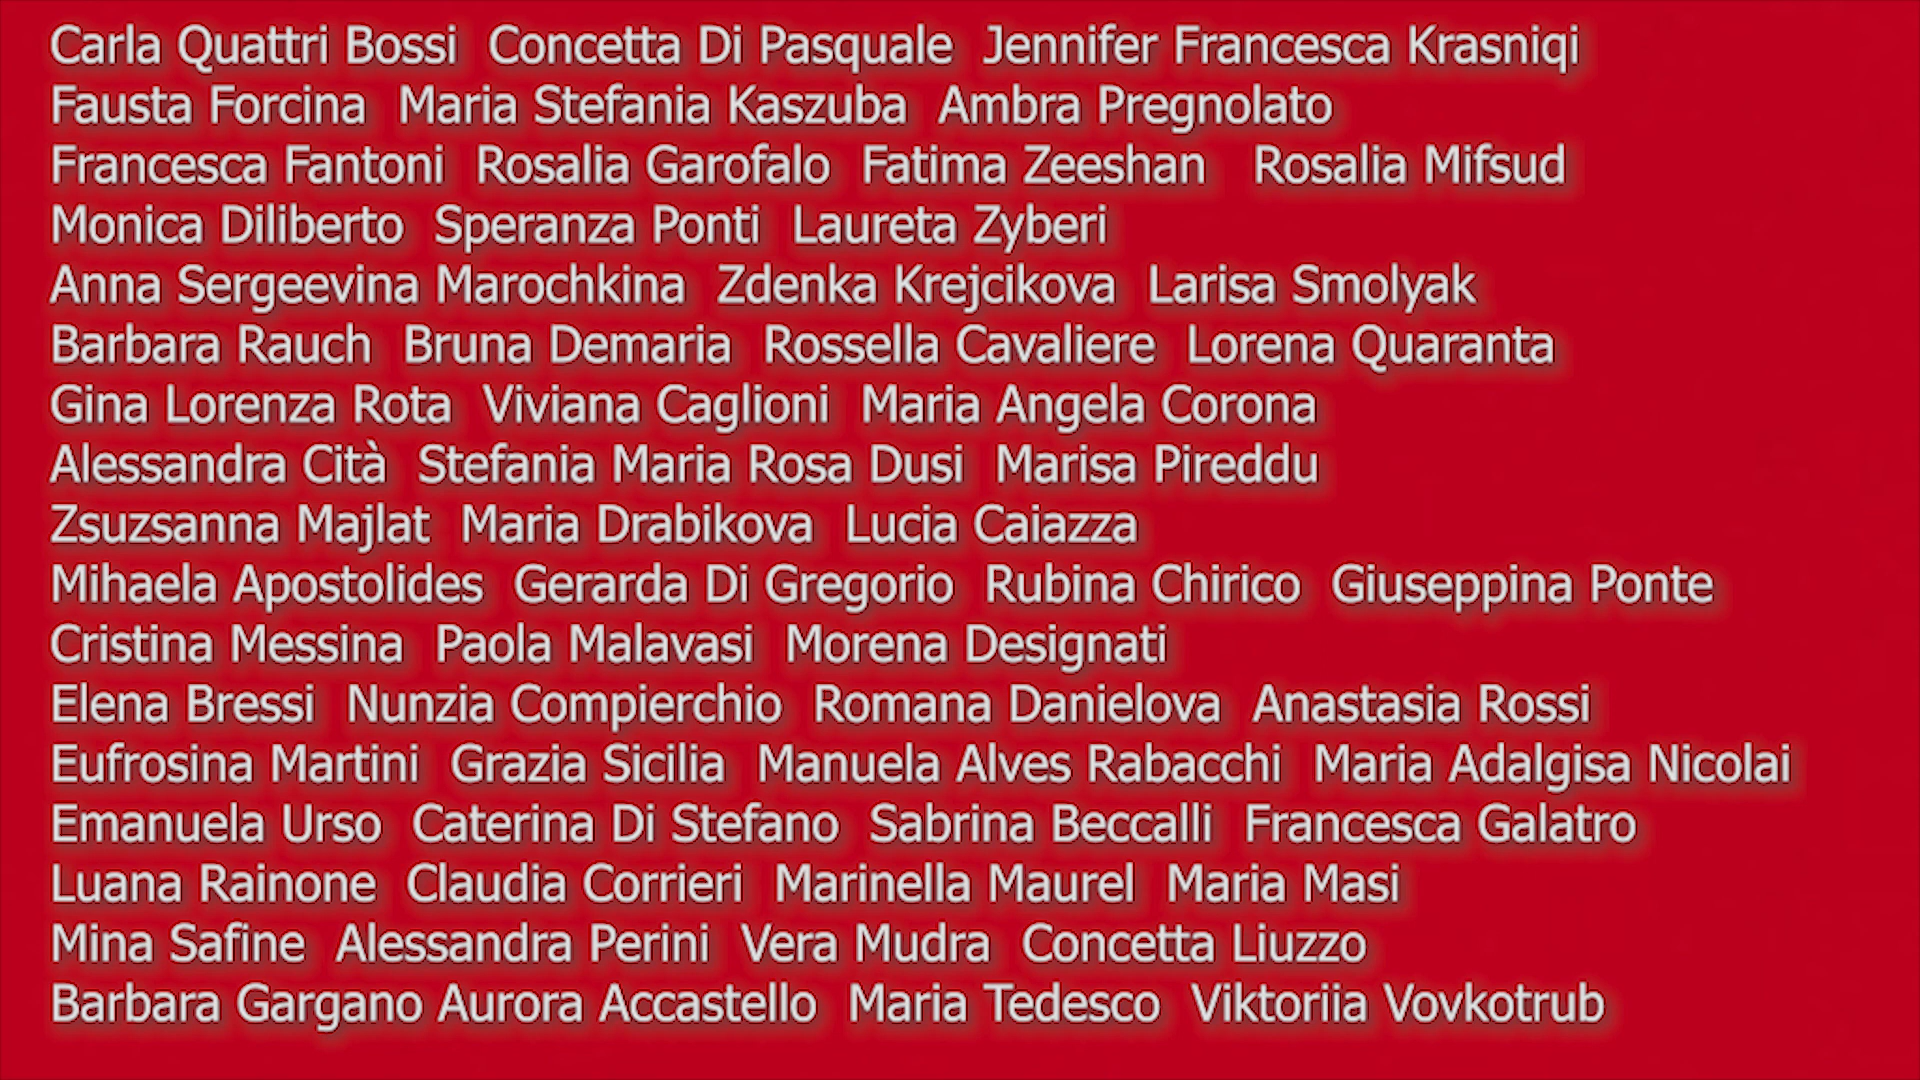 Carla Quattri Bossi  Concetta Di Pasquale  Jennifer Francesca Krasniqi
Fausta Forcina  Maria Stefania Kaszuba  Ambra Pregnolato
Francesca Fantoni  Rosalia Garofalo  Fatima Zeeshan   Rosalia Mifsud
Monica Diliberto  Speranza Ponti  Laureta Zyberi
Anna Sergeevina Marochkina  Zdenka Krejcikova  Larisa Smolyak
Barbara Rauch  Bruna Demaria  Rossella Cavaliere  Lorena Quaranta
Gina Lorenza Rota  Viviana Caglioni  Maria Angela Corona
Alessandra Cità  Stefania Maria Rosa Dusi  Marisa Pireddu
Zsuzsanna Majlat  Maria Drabikova  Lucia Caiazza
Mihaela Apostolides  Gerarda Di Gregorio  Rubina Chirico  Giuseppina Ponte
Cristina Messina  Paola Malavasi  Morena Designati
Elena Bressi  Nunzia Compierchio  Romana Danielova  Anastasia Rossi
Eufrosina Martini  Grazia Sicilia  Manuela Alves Rabacchi  Maria Adalgisa Nicolai
Emanuela Urso  Caterina Di Stefano  Sabrina Beccalli  Francesca Galatro
Luana Rainone  Claudia Corrieri  Marinella Maurel  Maria Masi
Mina Safine  Alessandra Perini  Vera Mudra  Concetta Liuzzo
Barbara Gargano Aurora Accastello  Maria Tedesco  Viktoriia Vovkotrub